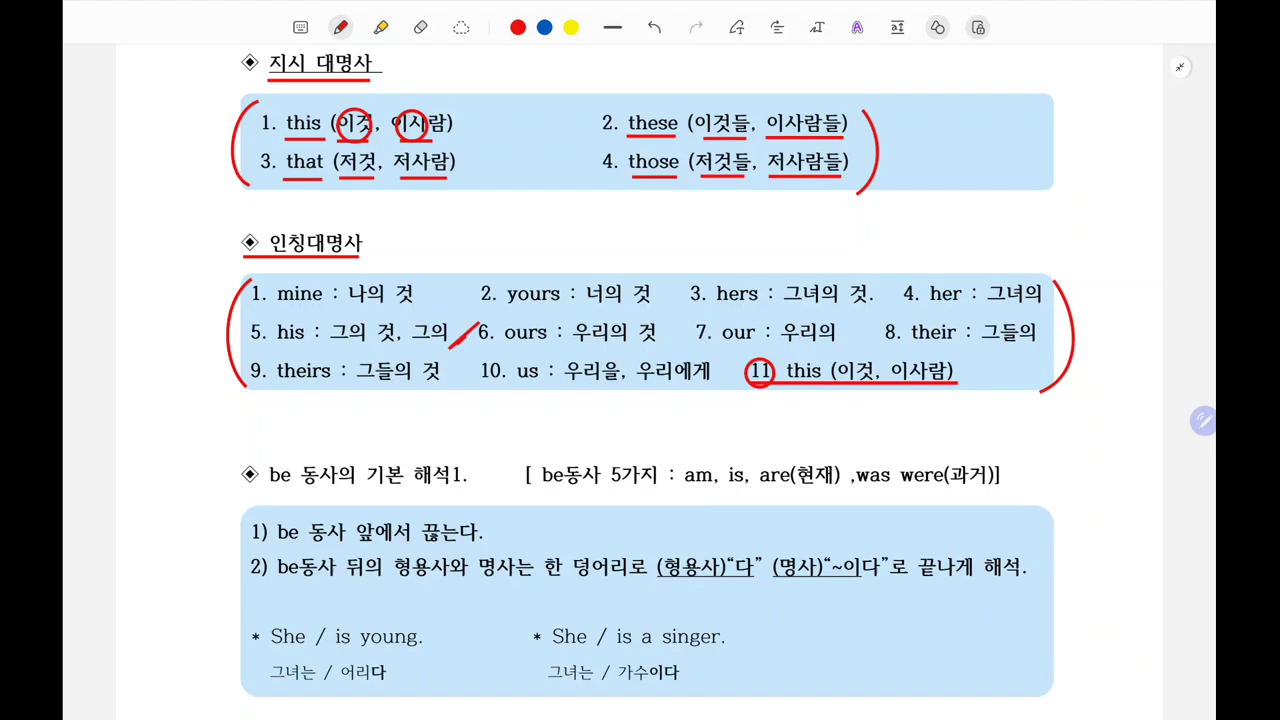 ◈ 지시 대명사
1. this (이것, 이사람) 2. these (이것들, 이사람들)
3. that (저것, 저사람) 4. those (저것들, 저사람들)
◈ 인칭대명사
1. mine : 나의 것 2. yours : 너의 것 3. hers : 그녀의 것. 4. her : 그녀의
5. his : 그의 것, 그의 6. ours : 우리의 것 7. our : 우리의 8. their : 그들의
9. theirs : 그들의 것 10. us : 우리을, 우리에게 11 this (이것, 이사람)
◈ be 동사의 기본 해석1. [ be동사 5가지 : am, is, are(현재) ,was were(과거)]
1) be 동사 앞에서 끊는다.
2) be동사 뒤의 형용사와 명사는 한 덩어리로 (형용사)“다” (명사)“~이다”로 끝나게 해석.
* She / is young. * She / is a singer.
그녀는 / 어리다 그녀는 / 가수이다